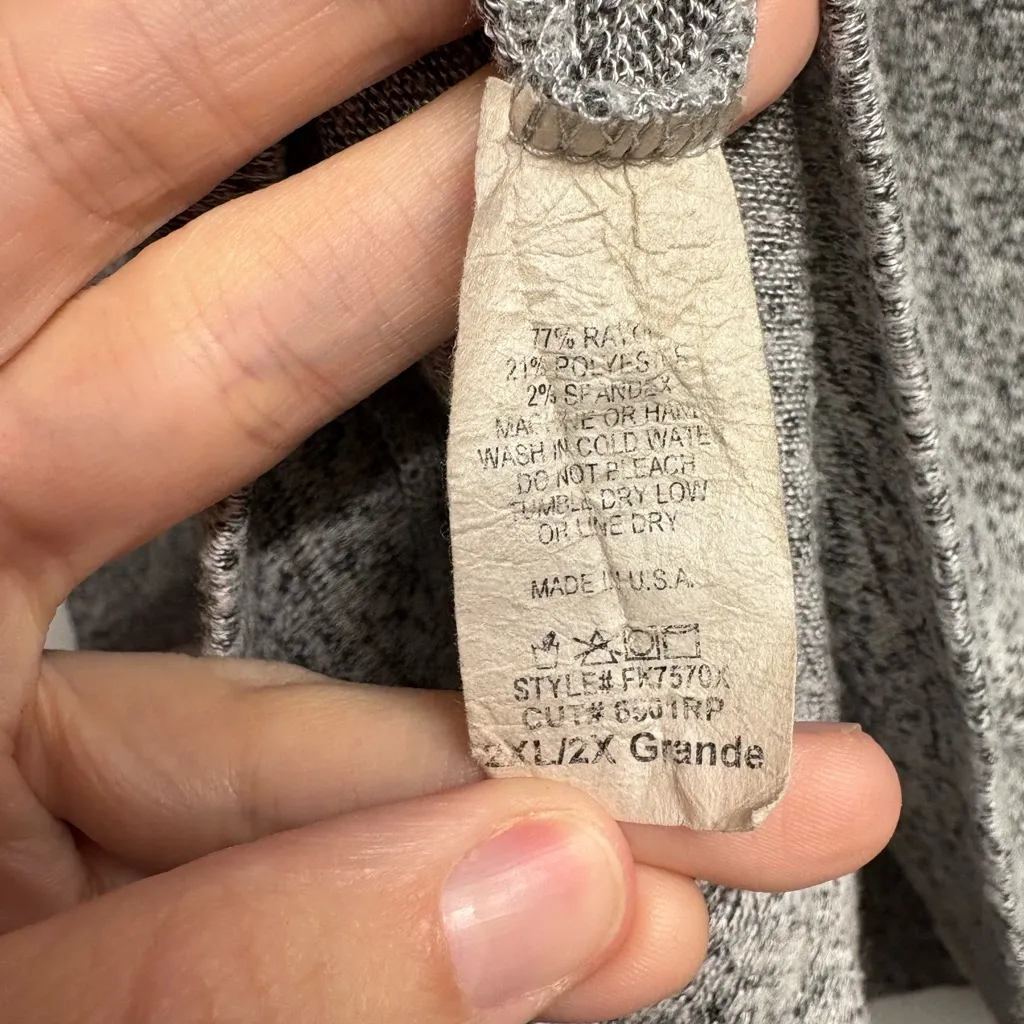 77% RAYON
21% POLYESTER
2% SPANDEX
MACHINE OR HAND
WASH IN COLD WATER
DO NOT BLEACH
TUMBLE DRY LOW
OR LINE DRY
MADE IN U.S.A.
STYLE# FK7570X
CUT#
2XL/2X Grande